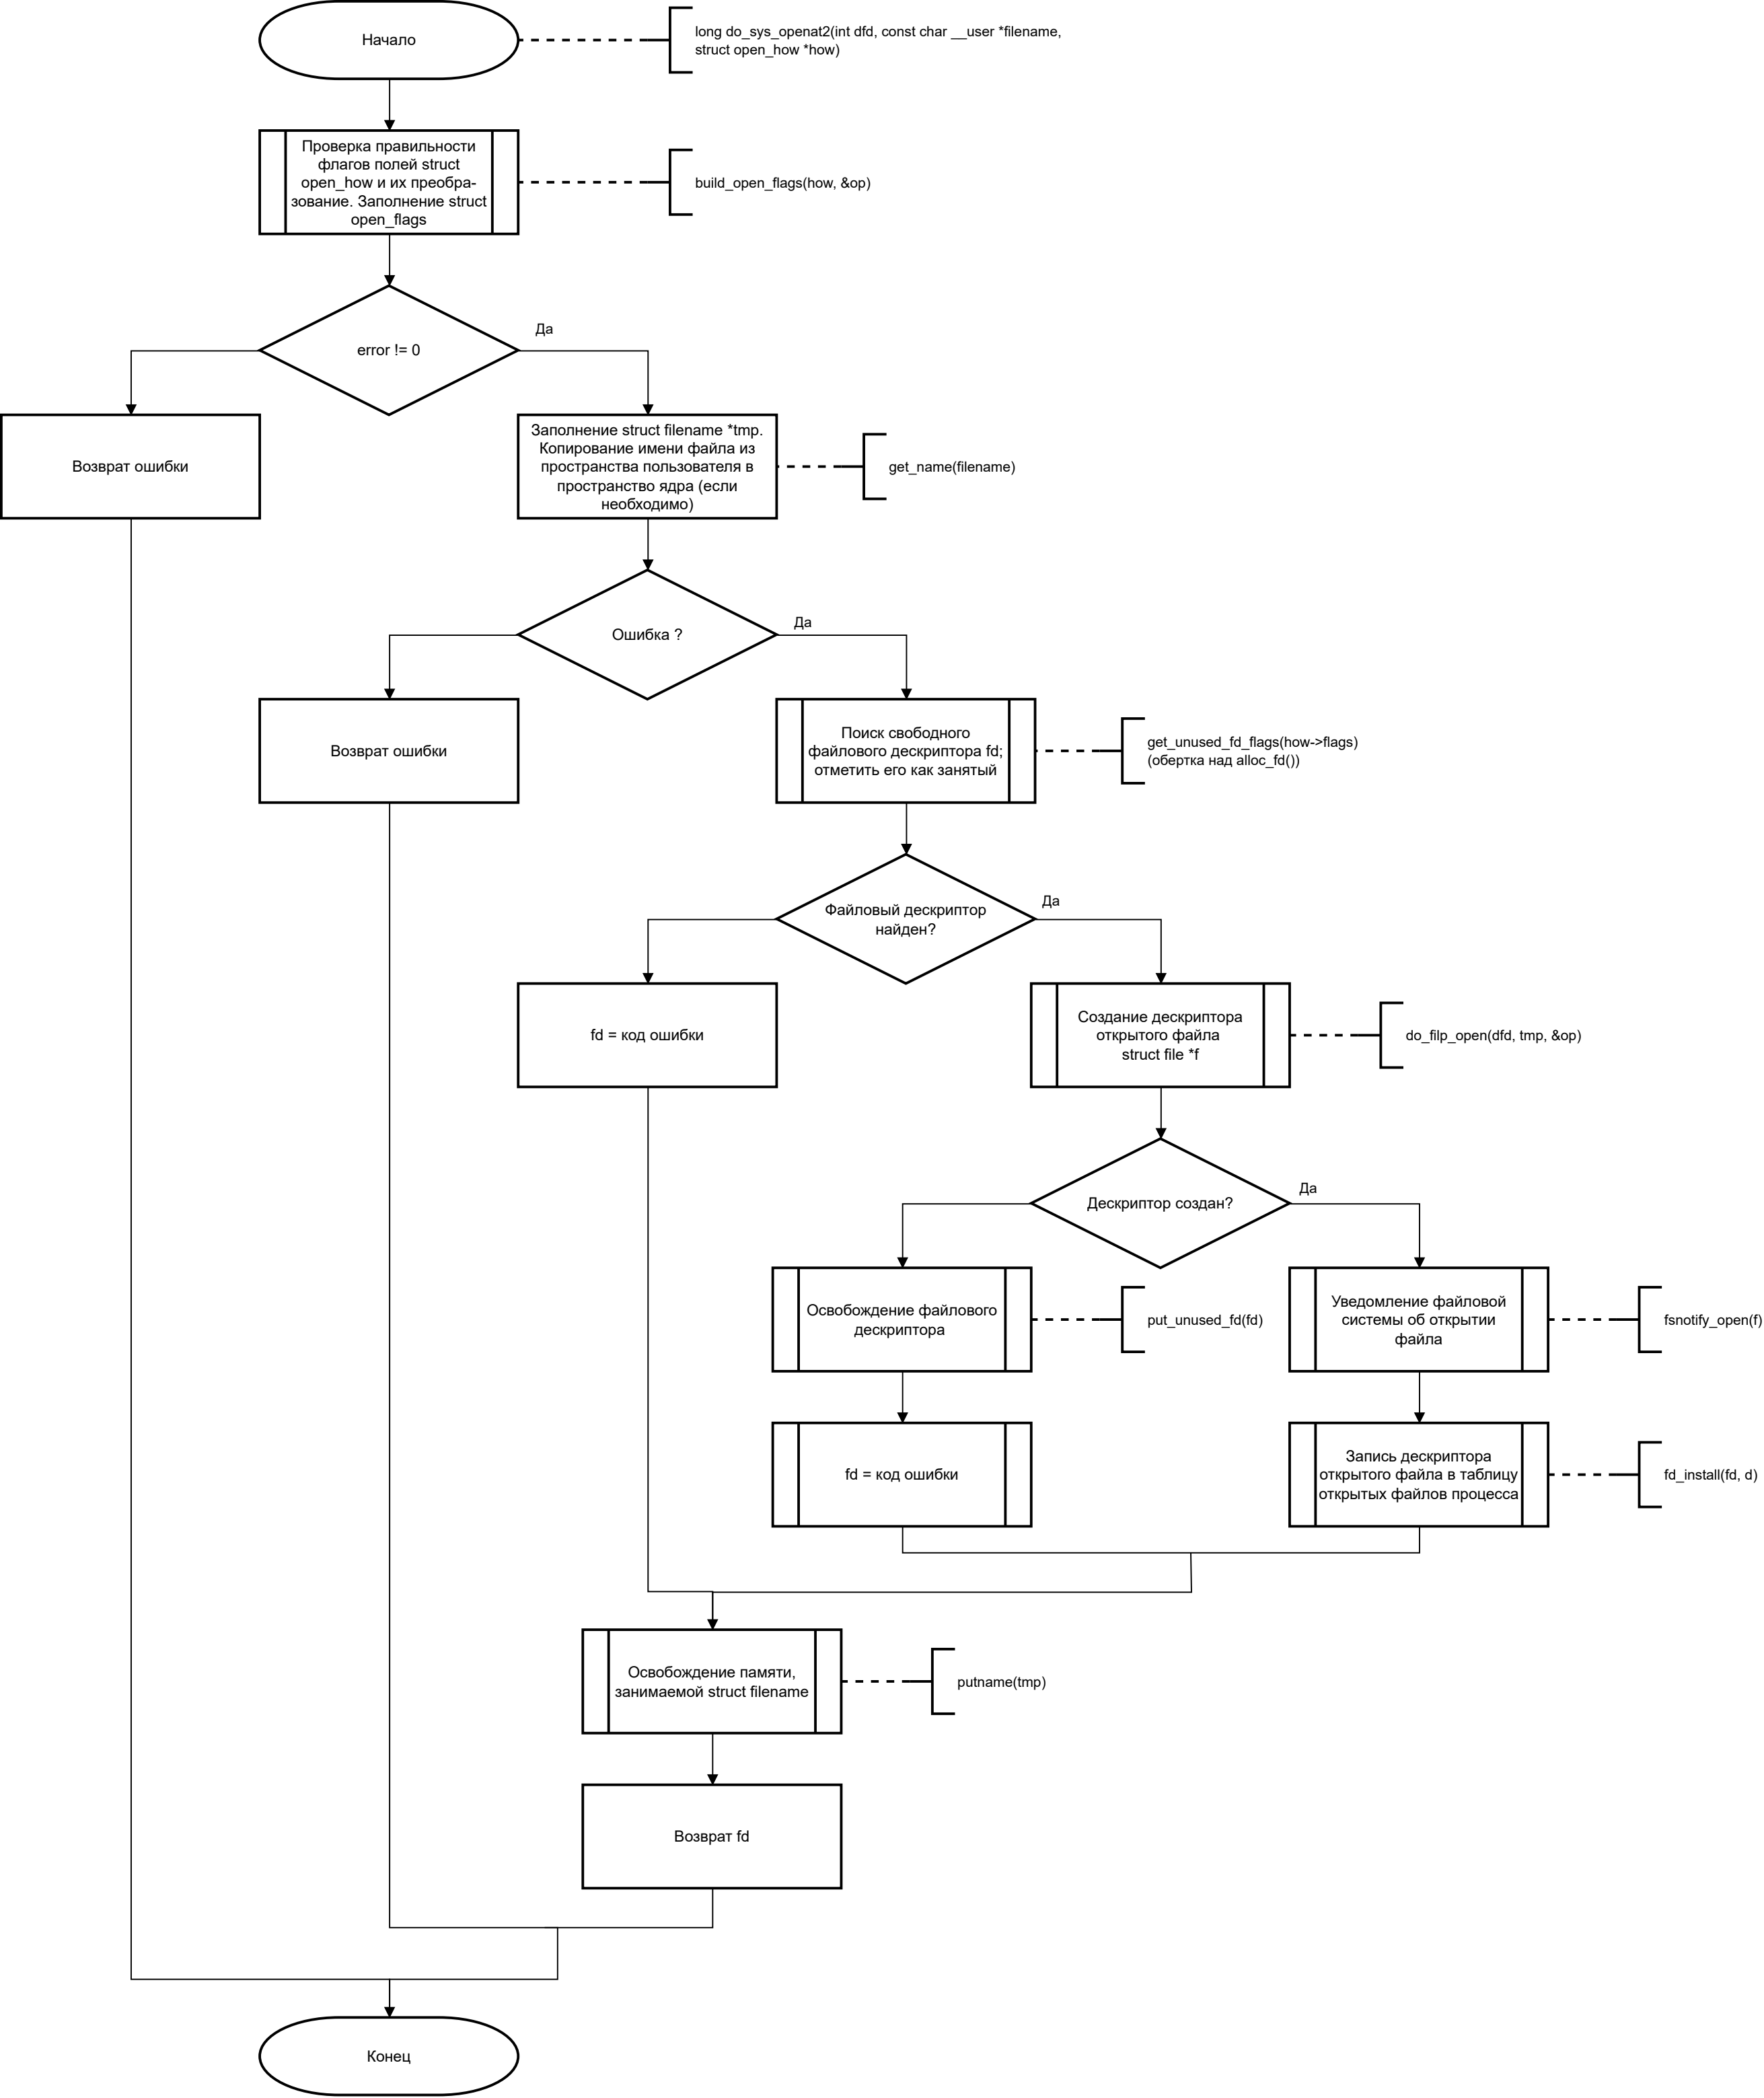 Начало
long do_sys_openat2(int dfd, const char __user *filename,
struct open_how *how)
Проверка правильности
флагов полей struct
open_how и их преобра-
зование. Заполнение struct
open_flags
build_open_flags(how, &op)
error != 0
Да
Возврат ошибки
Заполнение struct filename *tmp.
Копирование имени файла из
пространства пользователя в
пространство ядра (если
необходимо)
get_name(filename)
Ошибка ?
Да
Возврат ошибки
Поиск свободного
файлового дескриптора fd;
отметить его как занятый
get_unused_fd_flags(how->flags)
(обертка над alloc_fd())
Файловый дескриптор
найден?
Да
fd = код ошибки
Создание дескриптора
открытого файла
struct file *f
do_filp_open(dfd, tmp, &op)
Дескриптор создан?
Да
Освобождение файлового
дескриптора
put_unused_fd(fd)
Уведомление файловой
системы об открытии
файла
fsnotify_open(f)
fd = код ошибки
Запись дескриптора
открытого файла в таблицу
открытых файлов процесса
fd_install(fd, d)
Освобождение памяти,
занимаемой struct filename
putname(tmp)
Возврат fd
Конец